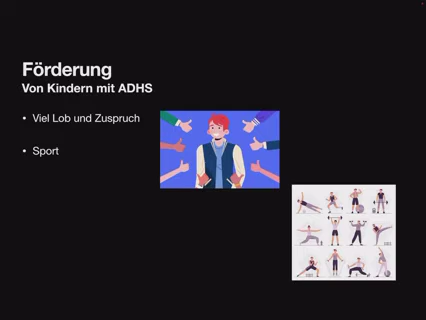 Förderung
Von Kindern mit ADHS
• Viel Lob und Zuspruch
• Sport